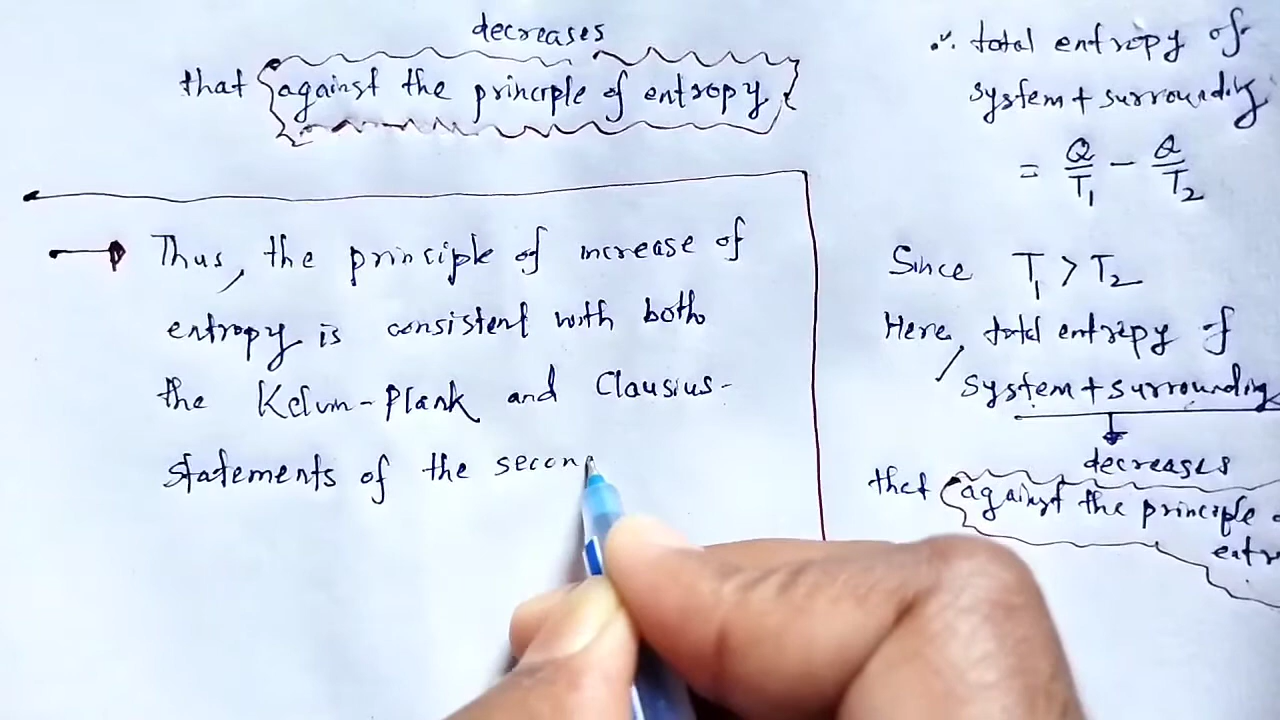 decreases
that against the principle of entropy
Thus, the principle of increase of
entropy is consistent with both
the Kelvin-Plank and Clausius-
statements of the secon
∴ total entropy of
system + surrounding
= Q/T₁ - Q/T₂
Since T₁ > T₂
Here, total entropy of
system + surrounding
decreases
that against the principle o
entr